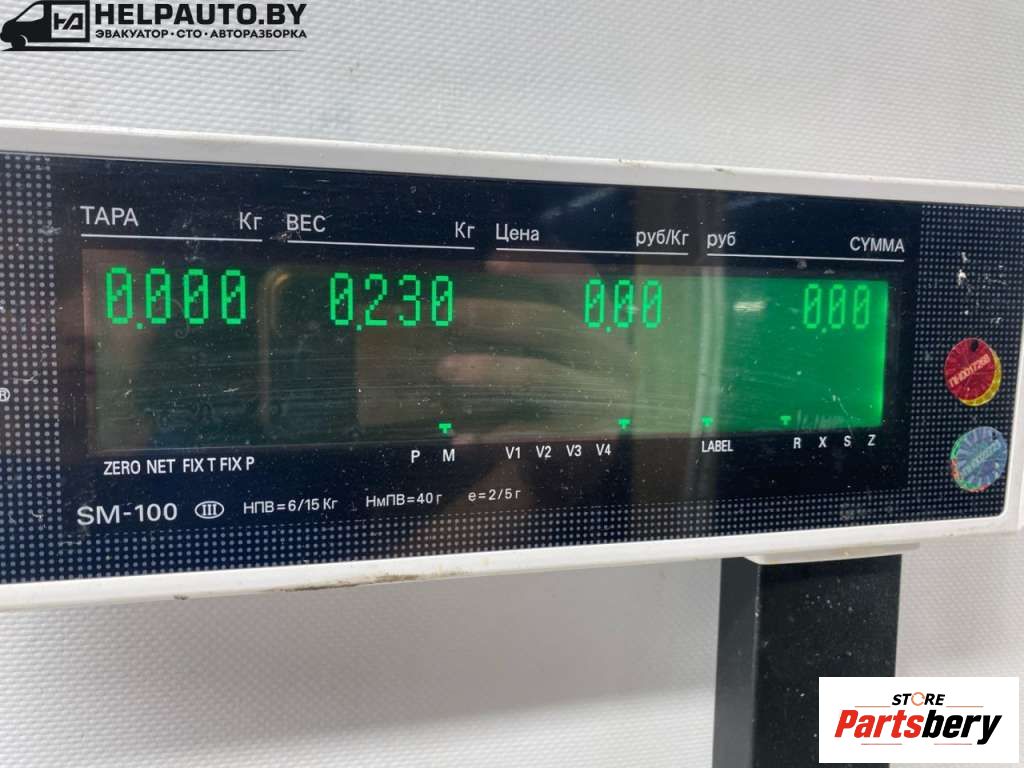 HELPAUTO.BY
ЭВАКУАТОР · СТО · АВТОРАЗБОРКА
ТАРА Кг ВЕС Кг Цена руб/Кг руб СУММА
0.000 0.230 0.00 0.00
®
ZERO NET FIX T FIX P P M V1 V2 V3 V4 LABEL R X S Z
SM-100 III НПВ=6/15 Кг НмПВ=40 г e=2/5 г
STORE
Partsbery